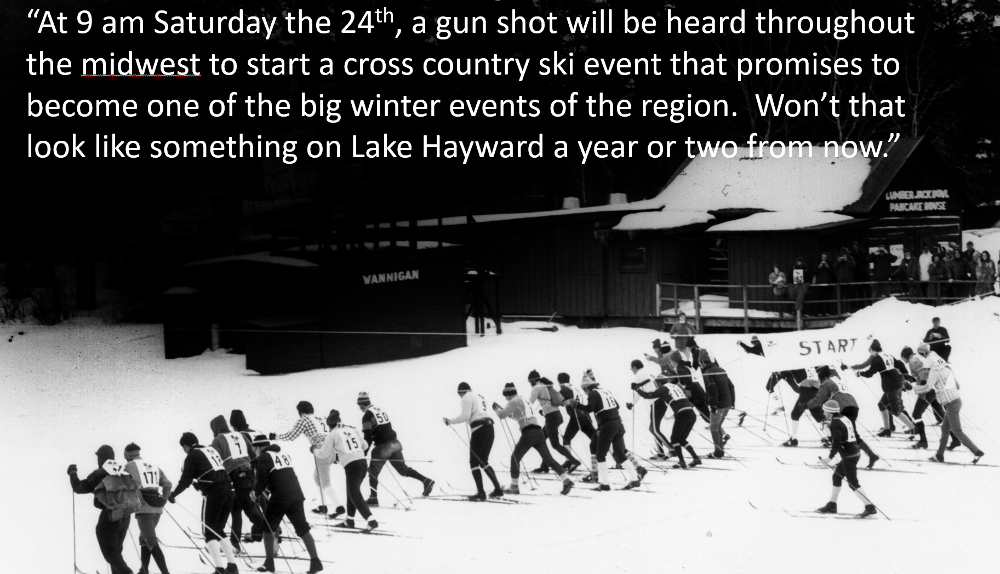 “At 9 am Saturday the 24th, a gun shot will be heard throughout
the midwest to start a cross country ski event that promises to
become one of the big winter events of the region.  Won’t that
look like something on Lake Hayward a year or two from now.”
LUMBERJACK BOWL
PANCAKE HOUSE
WANNIGAN
START
50
9
18
15
7
48
171